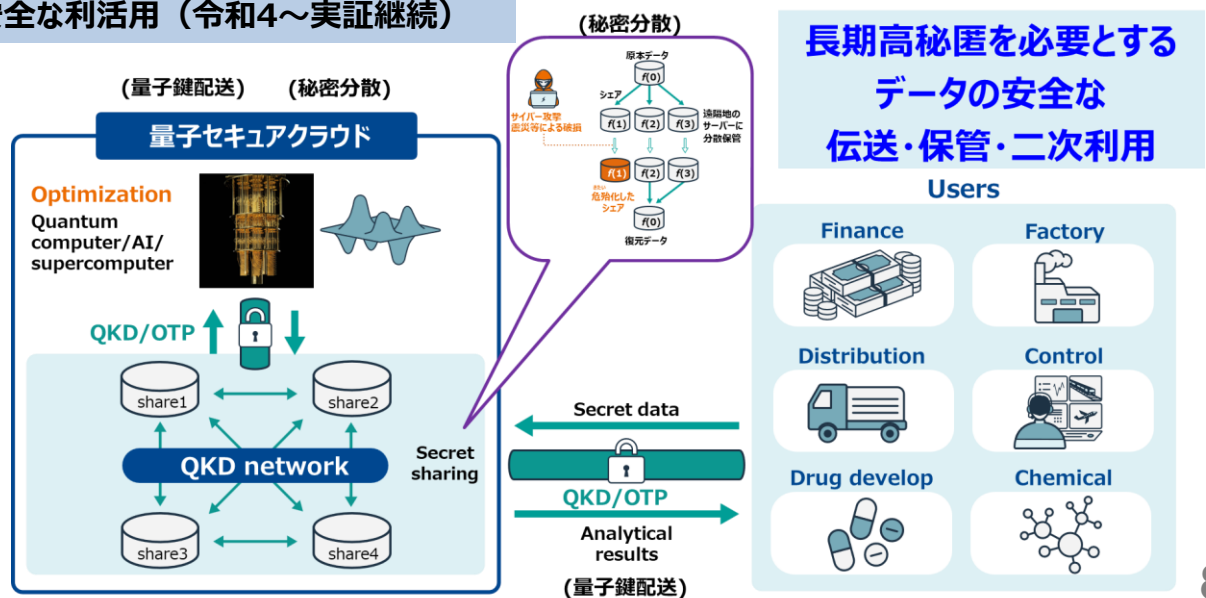 安全な利活用（令和4～実証継続）
(量子鍵配送)
(秘密分散)
量子セキュアクラウド
Optimization
Quantum
computer/AI/
supercomputer
QKD/OTP
share1
share2
QKD network
share3
share4
Secret
sharing
(秘密分散)
原本データ
f(0)
シェア
サイバー攻撃
震災等による破損
f(1)
f(2)
f(3)
遠隔地の
サーバーに
分散保管
f(1)
f(2)
f(3)
危殆化した
シェア
f(0)
復元データ
Secret data
QKD/OTP
Analytical
results
(量子鍵配送)
長期高秘匿を必要とする
データの安全な
伝送・保管・二次利用
Users
Finance
Factory
Distribution
Control
Drug develop
Chemical